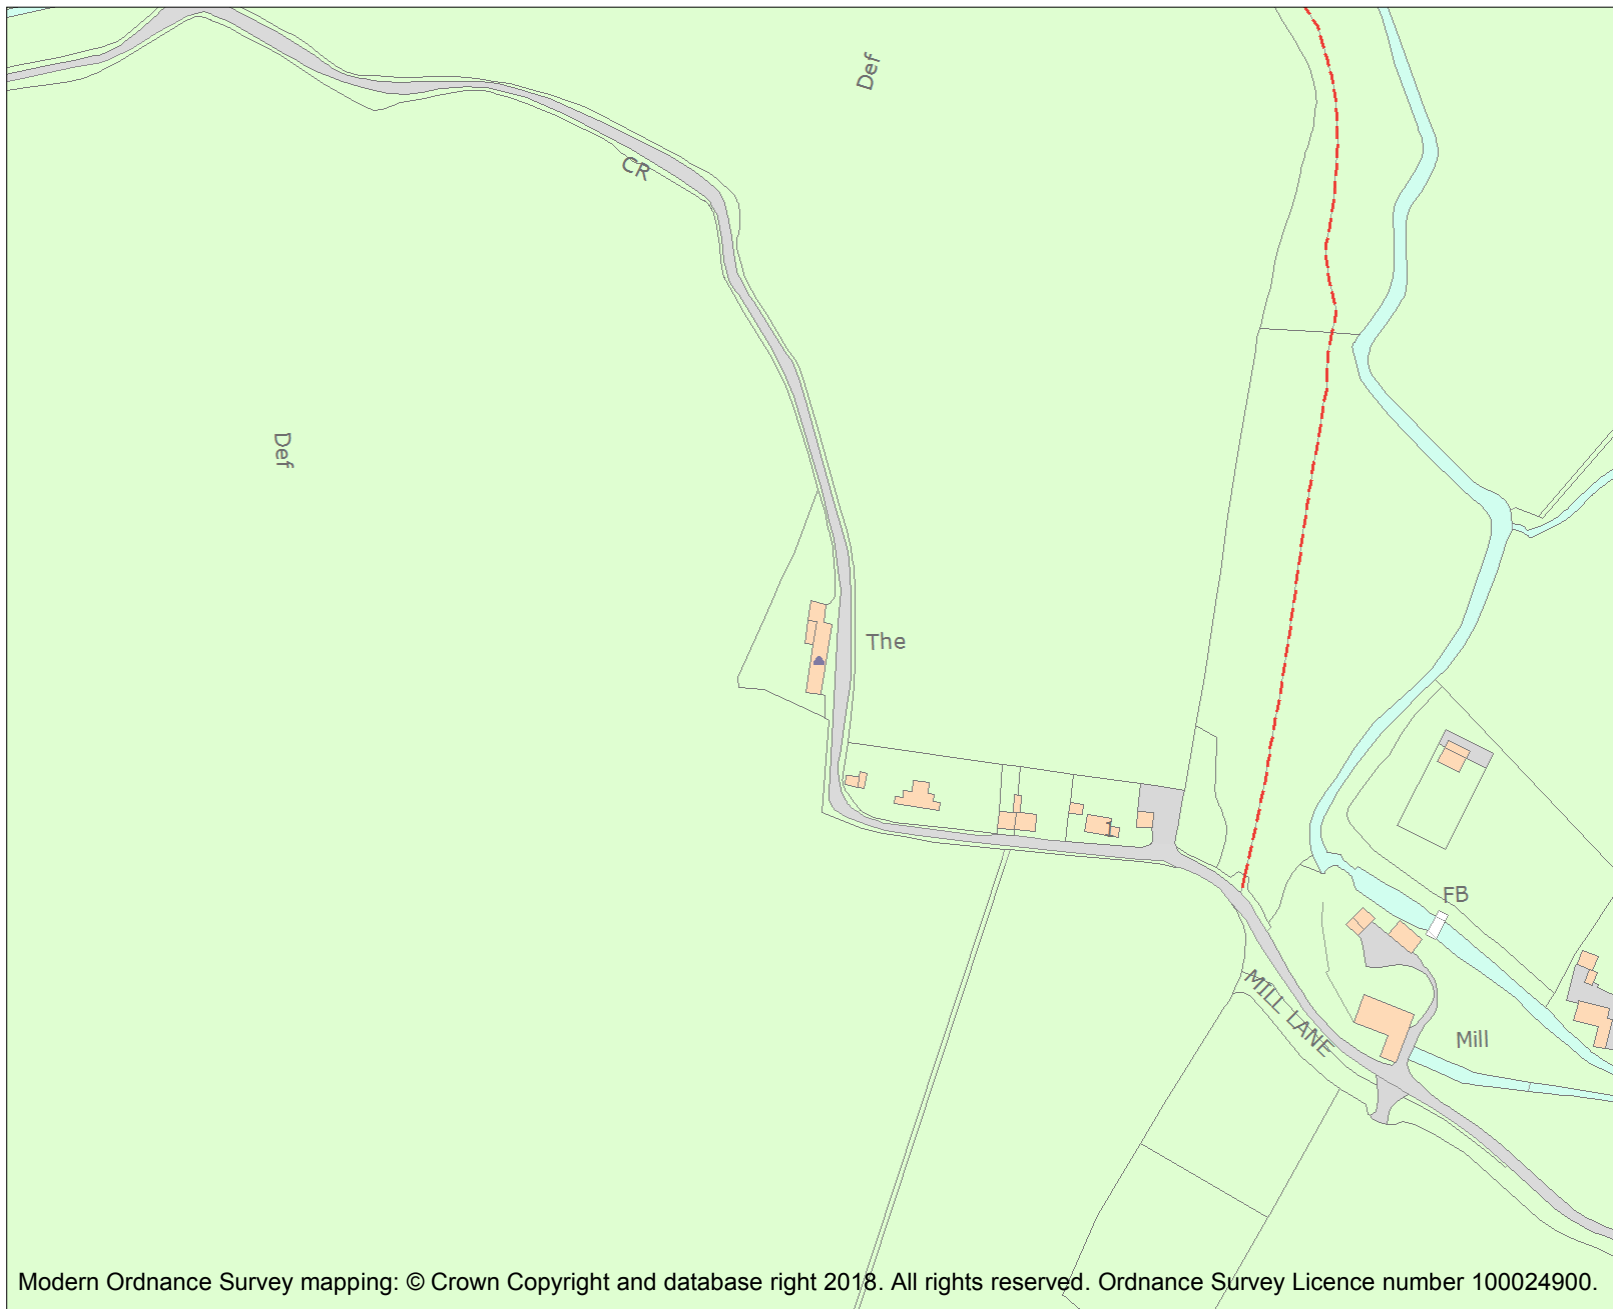 Def
CR
Def
The
1
FB
MILL LANE
Mill
Modern Ordnance Survey mapping: © Crown Copyright and database right 2018. All rights reserved. Ordnance Survey Licence number 100024900.